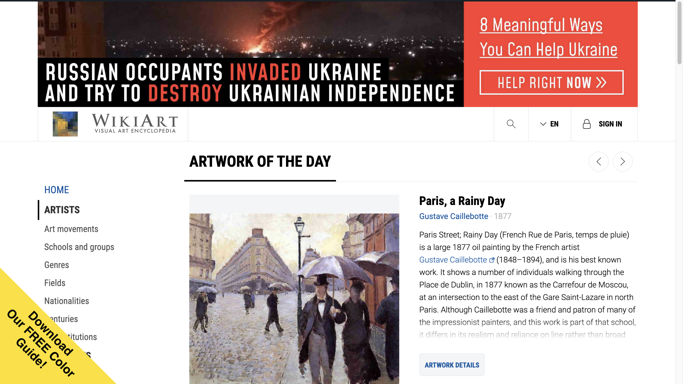 8 Meaningful Ways
You Can Help Ukraine
RUSSIAN OCCUPANTS INVADED UKRAINE
AND TRY TO DESTROY UKRAINIAN INDEPENDENCE
HELP RIGHT NOW
WIKIART
VISUAL ART ENCYCLOPEDIA
EN
SIGN IN
ARTWORK OF THE DAY
HOME
ARTISTS
Art movements
Schools and groups
Genres
Fields
Nationalities
Download
Our FREE Color
Guide!
Paris, a Rainy Day
Gustave Caillebotte · 1877
Paris Street; Rainy Day (French Rue de Paris, temps de pluie)
is a large 1877 oil painting by the French artist
Gustave Caillebotte (1848–1894), and is his best known
work. It shows a number of individuals walking through the
Place de Dublin, in 1877 known as the Carrefour de Moscou,
at an intersection to the east of the Gare Saint-Lazare in north
Paris. Although Caillebotte was a friend and patron of many of
the impressionist painters, and this work is part of that school,
it differs in its realism and reliance on line rather than broad
ARTWORK DETAILS